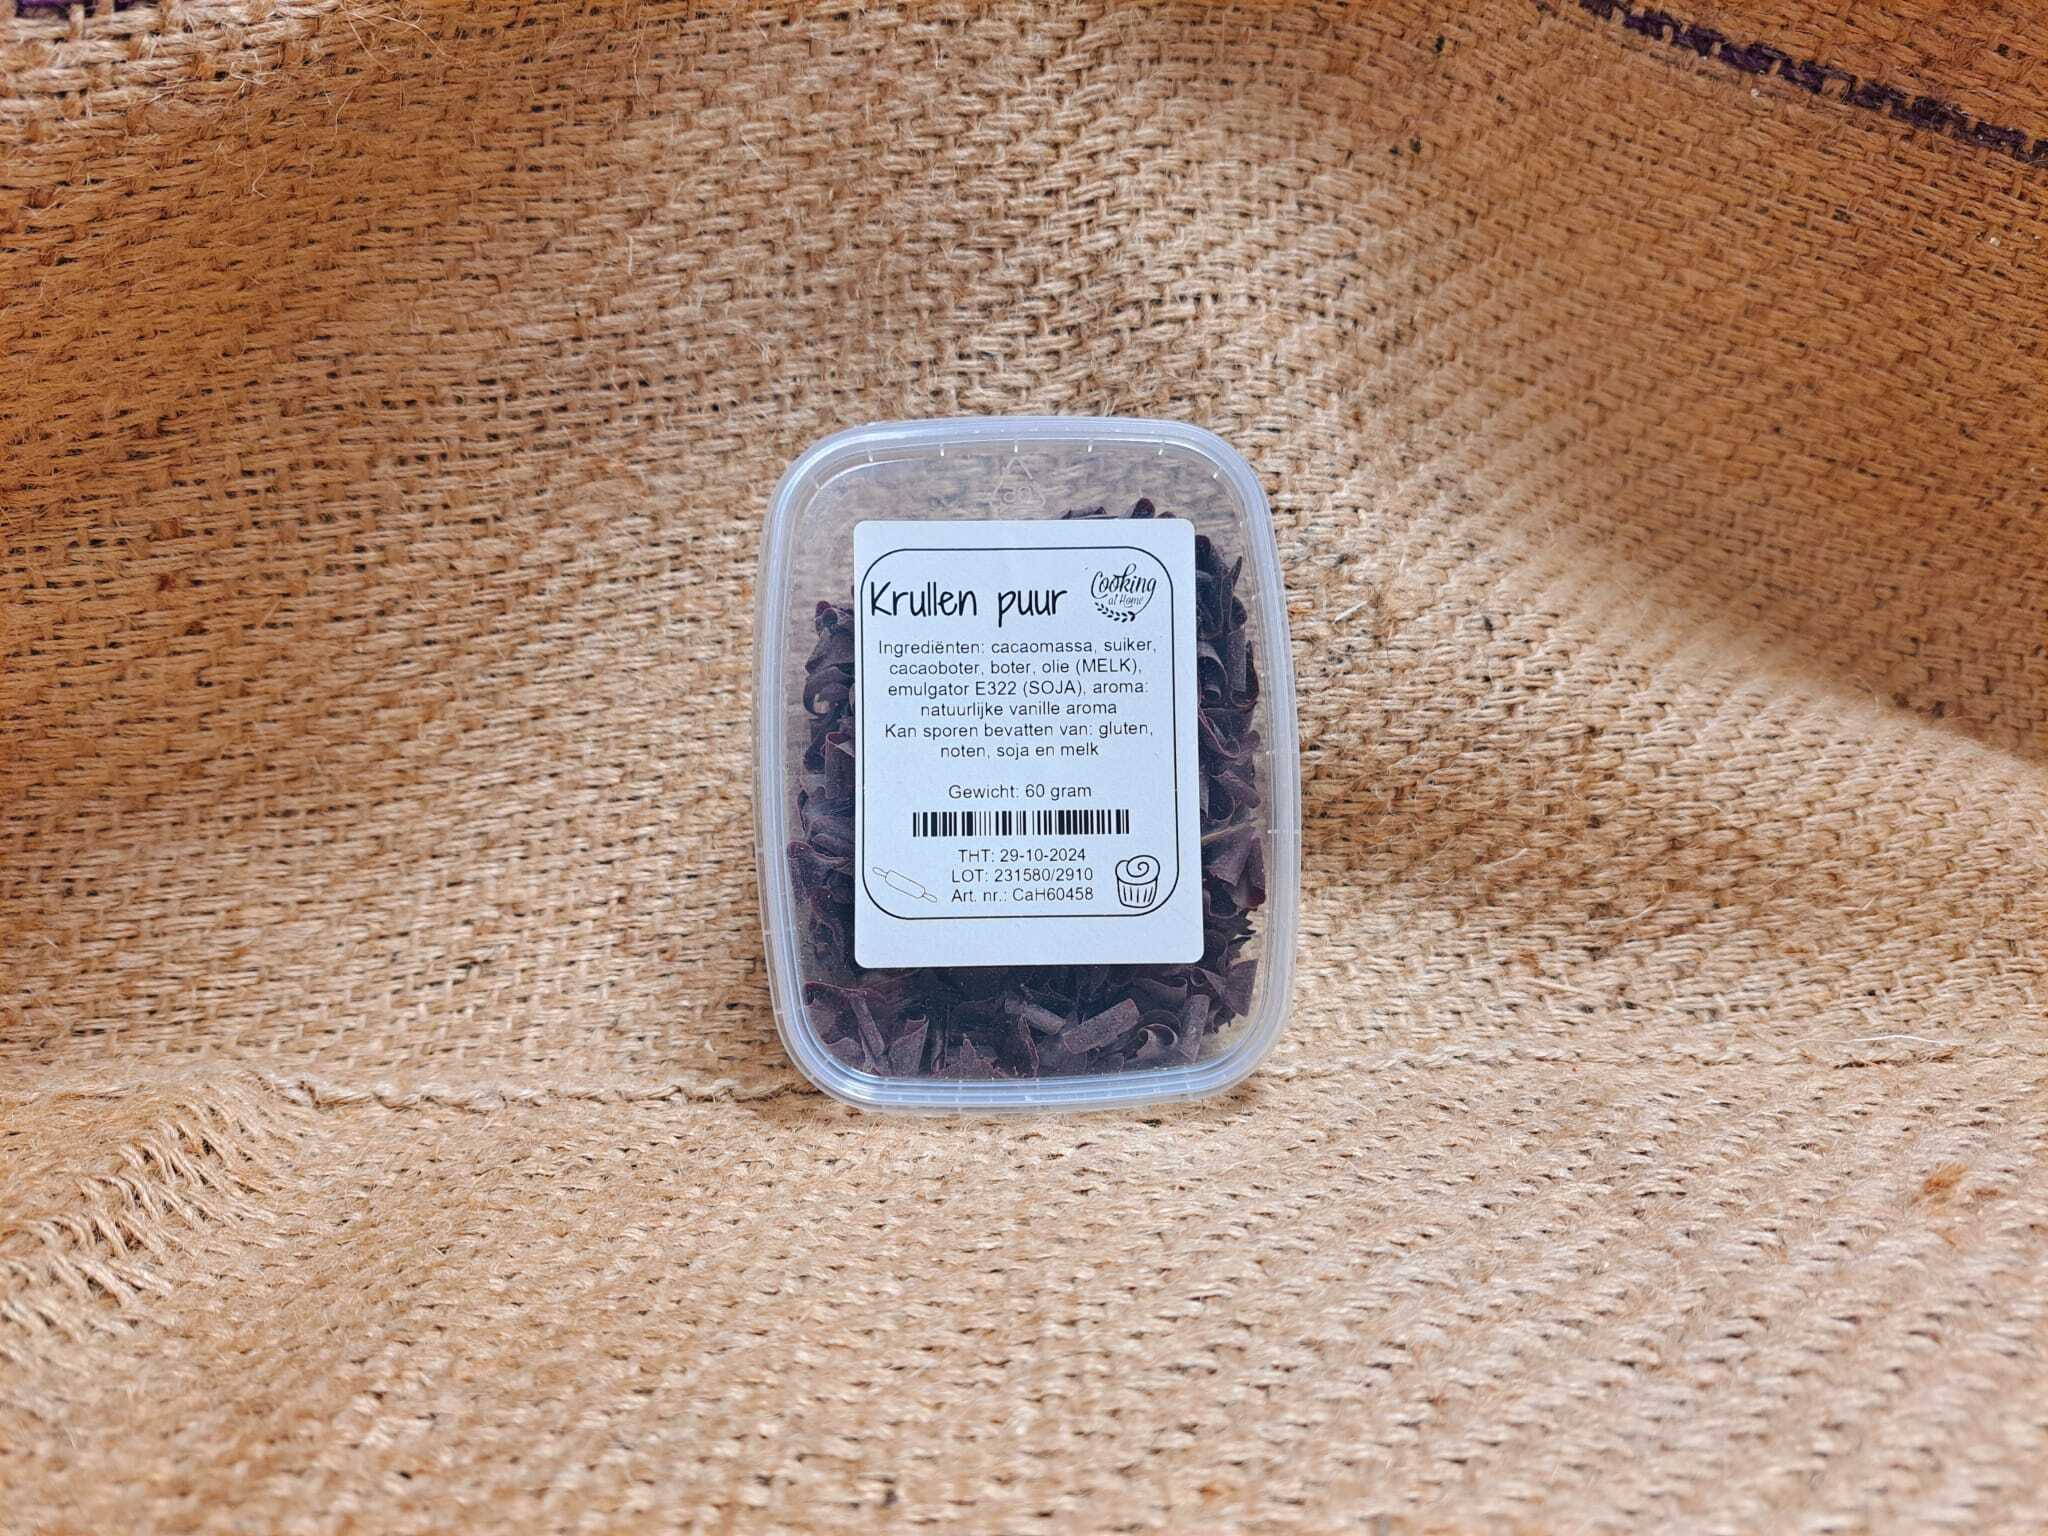 Krullen puur
Cooking
at Home
Ingrediënten: cacaomassa, suiker,
cacaoboter, boter, olie (MELK),
emulgator E322 (SOJA), aroma:
natuurlijke vanille aroma
Kan sporen bevatten van: gluten,
noten, soja en melk
Gewicht: 60 gram
THT: 29-10-2024
LOT: 231580/2910
Art. nr.: CaH60458